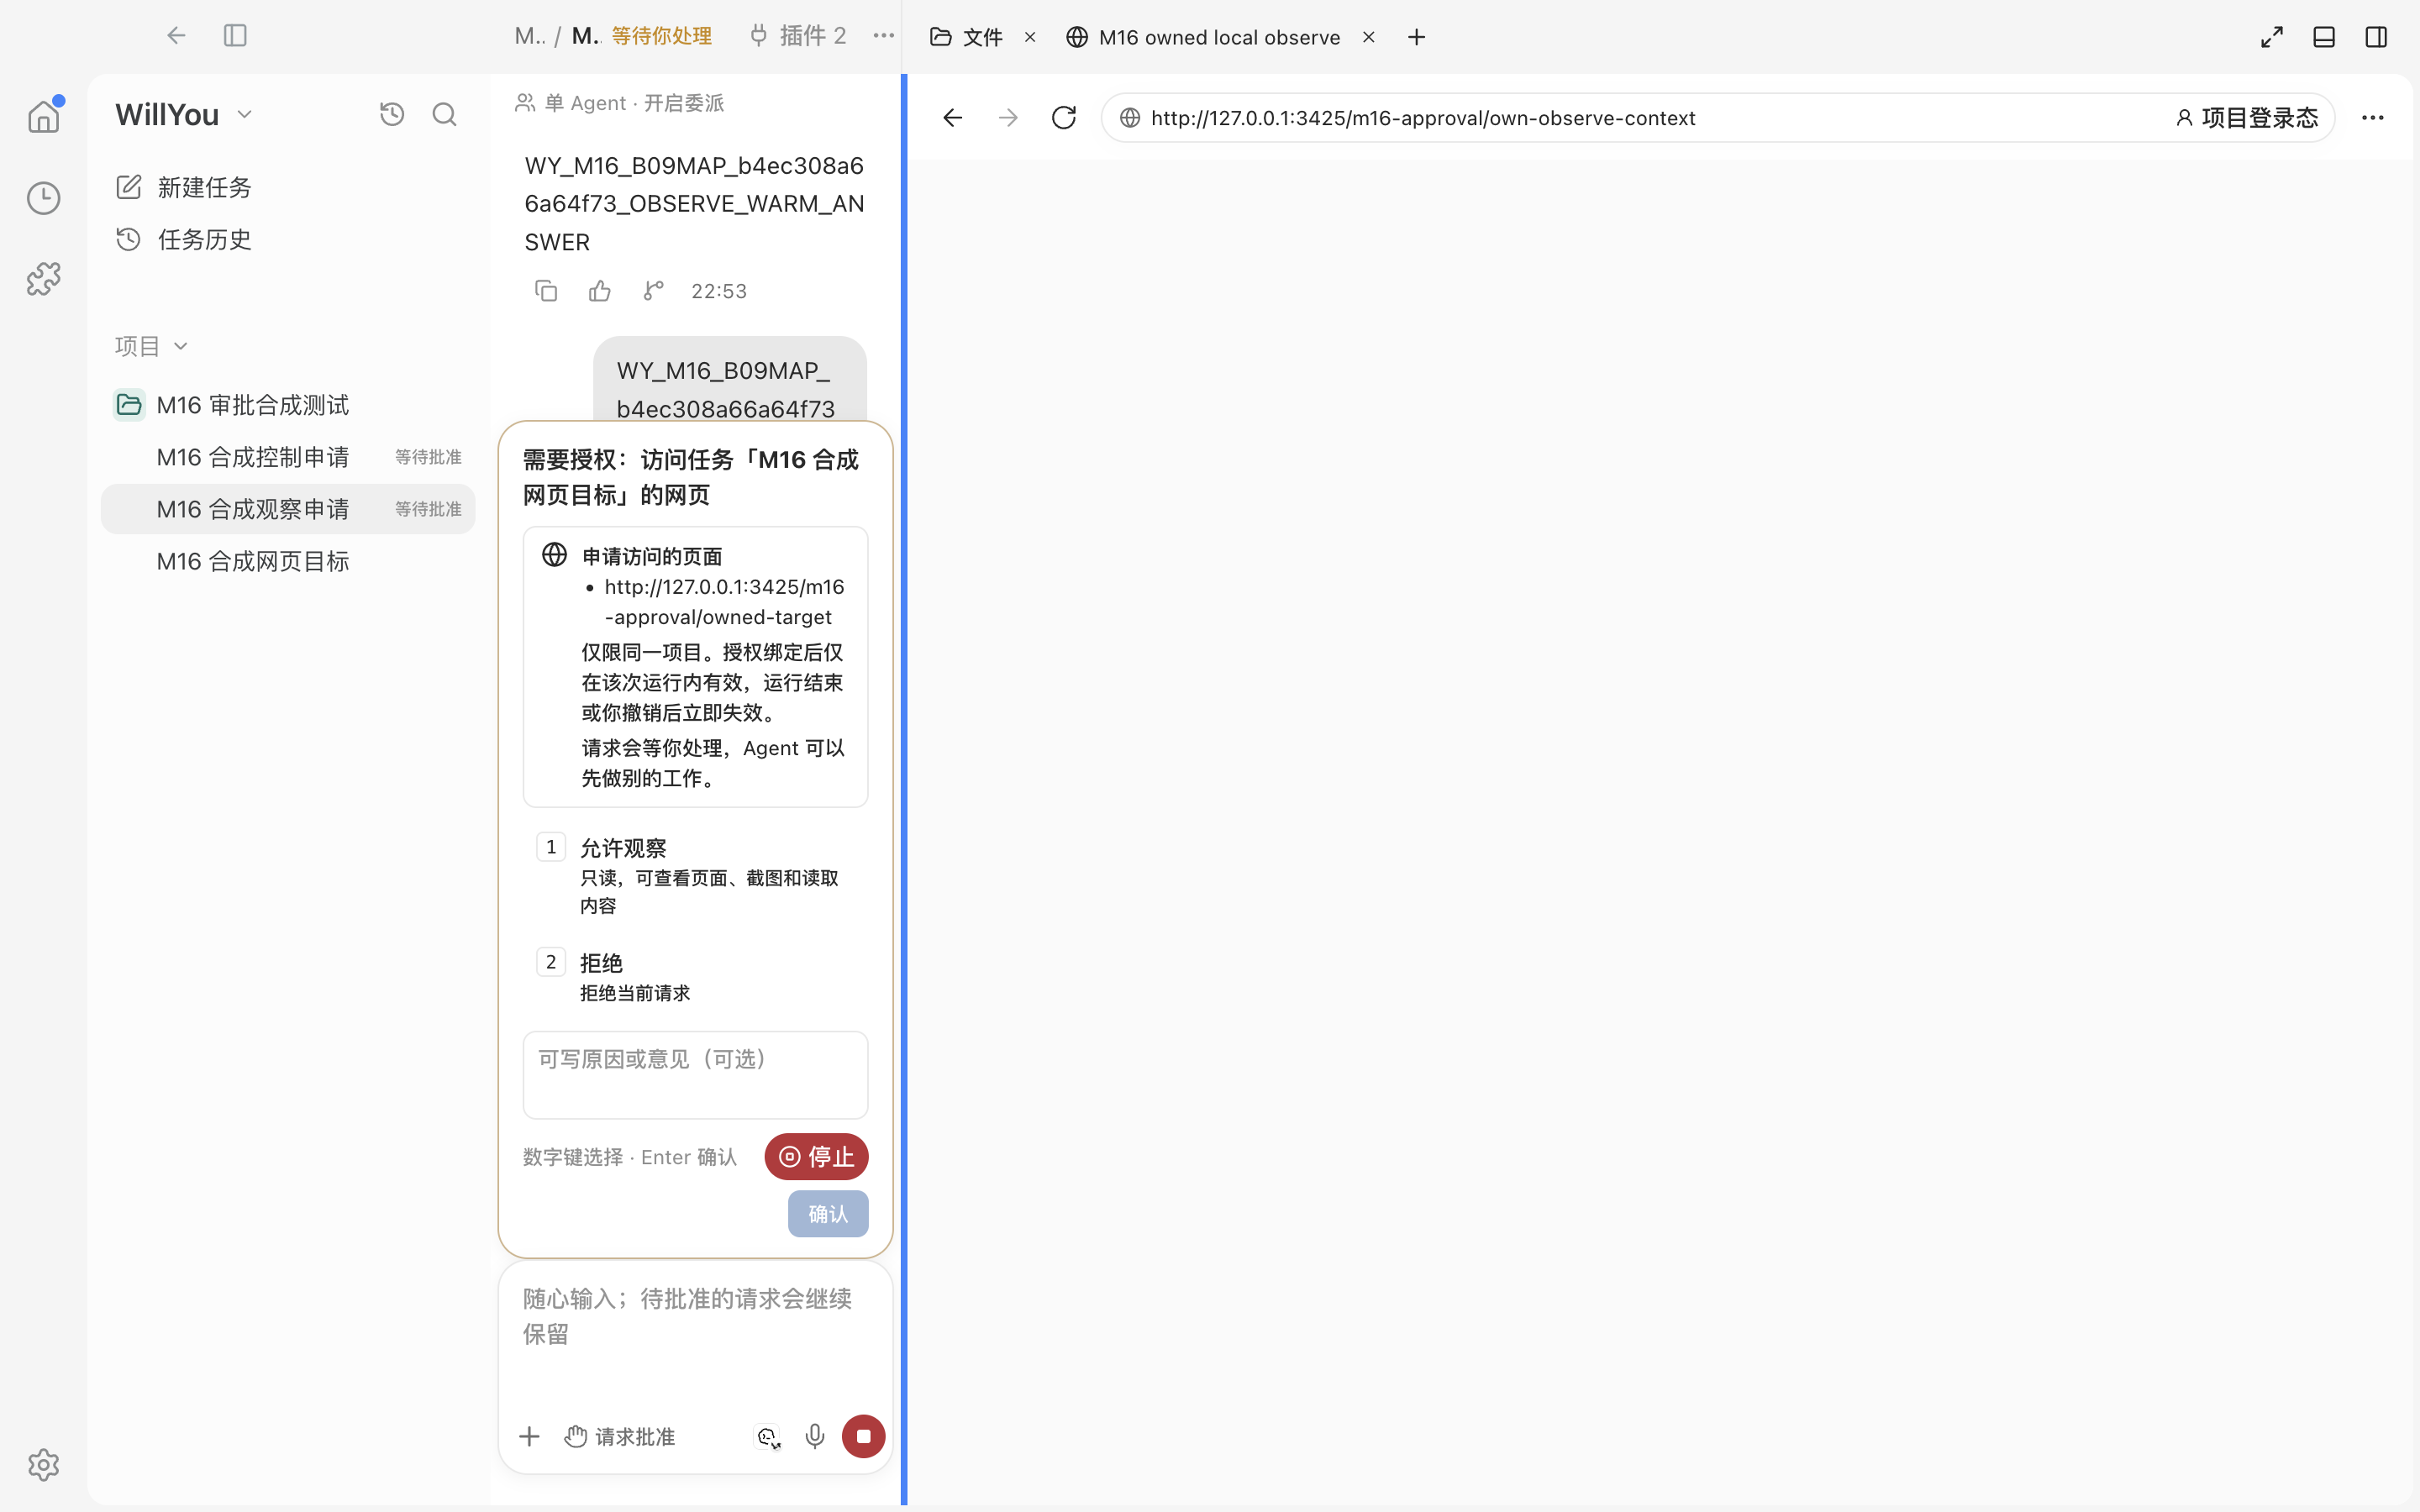 M.. / M. 等待你处理 插件 2
文件
M16 owned local observe
WillYou
新建任务
任务历史
项目
M16 审批合成测试
M16 合成控制申请 等待批准
M16 合成观察申请 等待批准
M16 合成网页目标
单 Agent · 开启委派
WY_M16_B09MAP_b4ec308a6
6a64f73_OBSERVE_WARM_AN
SWER
22:53
WY_M16_B09MAP_
b4ec308a66a64f73
需要授权：访问任务「M16 合成
网页目标」的网页
申请访问的页面
• http://127.0.0.1:3425/m16
-approval/owned-target
仅限同一项目。授权绑定后仅
在该次运行内有效，运行结束
或你撤销后立即失效。
请求会等你处理，Agent 可以
先做别的工作。
1 允许观察
只读，可查看页面、截图和读取
内容
2 拒绝
拒绝当前请求
可写原因或意见（可选）
数字键选择 · Enter 确认
停止
确认
随心输入；待批准的请求会继续
保留
请求批准
http://127.0.0.1:3425/m16-approval/own-observe-context
项目登录态